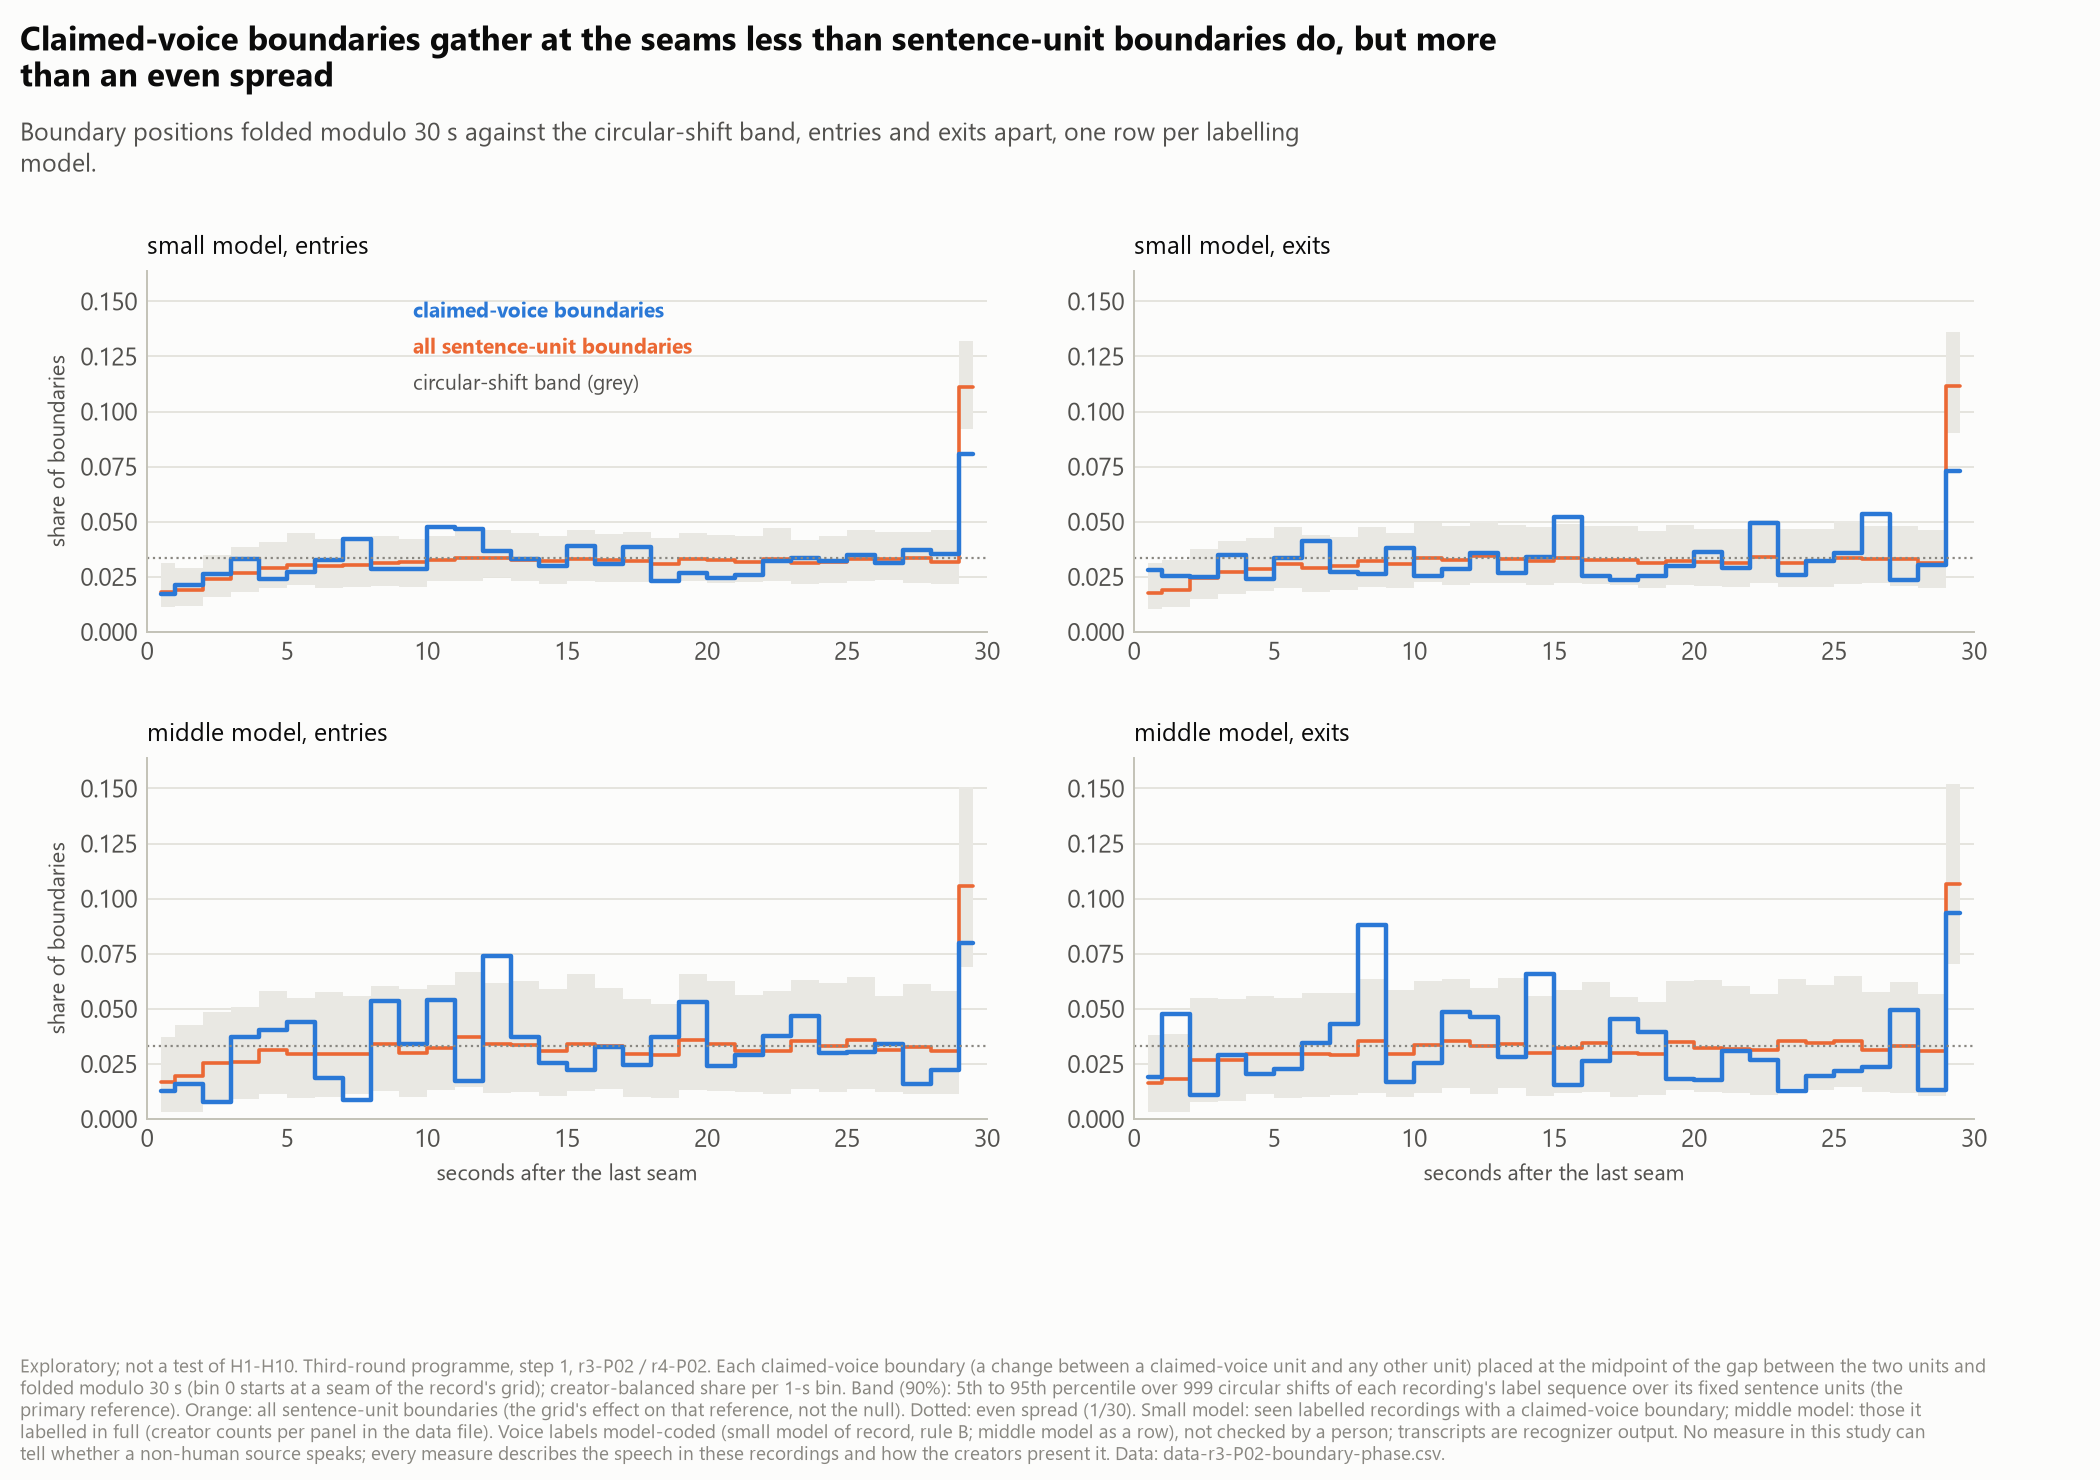 Claimed-voice boundaries gather at the seams less than sentence-unit boundaries do, but more
than an even spread
Boundary positions folded modulo 30 s against the circular-shift band, entries and exits apart, one row per labelling
model.
small model, entries
small model, exits
claimed-voice boundaries
all sentence-unit boundaries
circular-shift band (grey)
share of boundaries
0.150
0.125
0.100
0.075
0.050
0.025
0.000
0 5 10 15 20 25 30
0.150
0.125
0.100
0.075
0.050
0.025
0.000
0 5 10 15 20 25 30
middle model, entries
middle model, exits
share of boundaries
0.150
0.125
0.100
0.075
0.050
0.025
0.000
0 5 10 15 20 25 30
seconds after the last seam
0.150
0.125
0.100
0.075
0.050
0.025
0.000
0 5 10 15 20 25 30
seconds after the last seam
Exploratory; not a test of H1-H10. Third-round programme, step 1, r3-P02 / r4-P02. Each claimed-voice boundary (a change between a claimed-voice unit and any other unit) placed at the midpoint of the gap between the two units and
folded modulo 30 s (bin 0 starts at a seam of the record's grid); creator-balanced share per 1-s bin. Band (90%): 5th to 95th percentile over 999 circular shifts of each recording's label sequence over its fixed sentence units (the
primary reference). Orange: all sentence-unit boundaries (the grid's effect on that reference, not the null). Dotted: even spread (1/30). Small model: seen labelled recordings with a claimed-voice boundary; middle model: those it
labelled in full (creator counts per panel in the data file). Voice labels model-coded (small model of record, rule B; middle model as a row), not checked by a person; transcripts are recognizer output. No measure in this study can
tell whether a non-human source speaks; every measure describes the speech in these recordings and how the creators present it. Data: data-r3-P02-boundary-phase.csv.